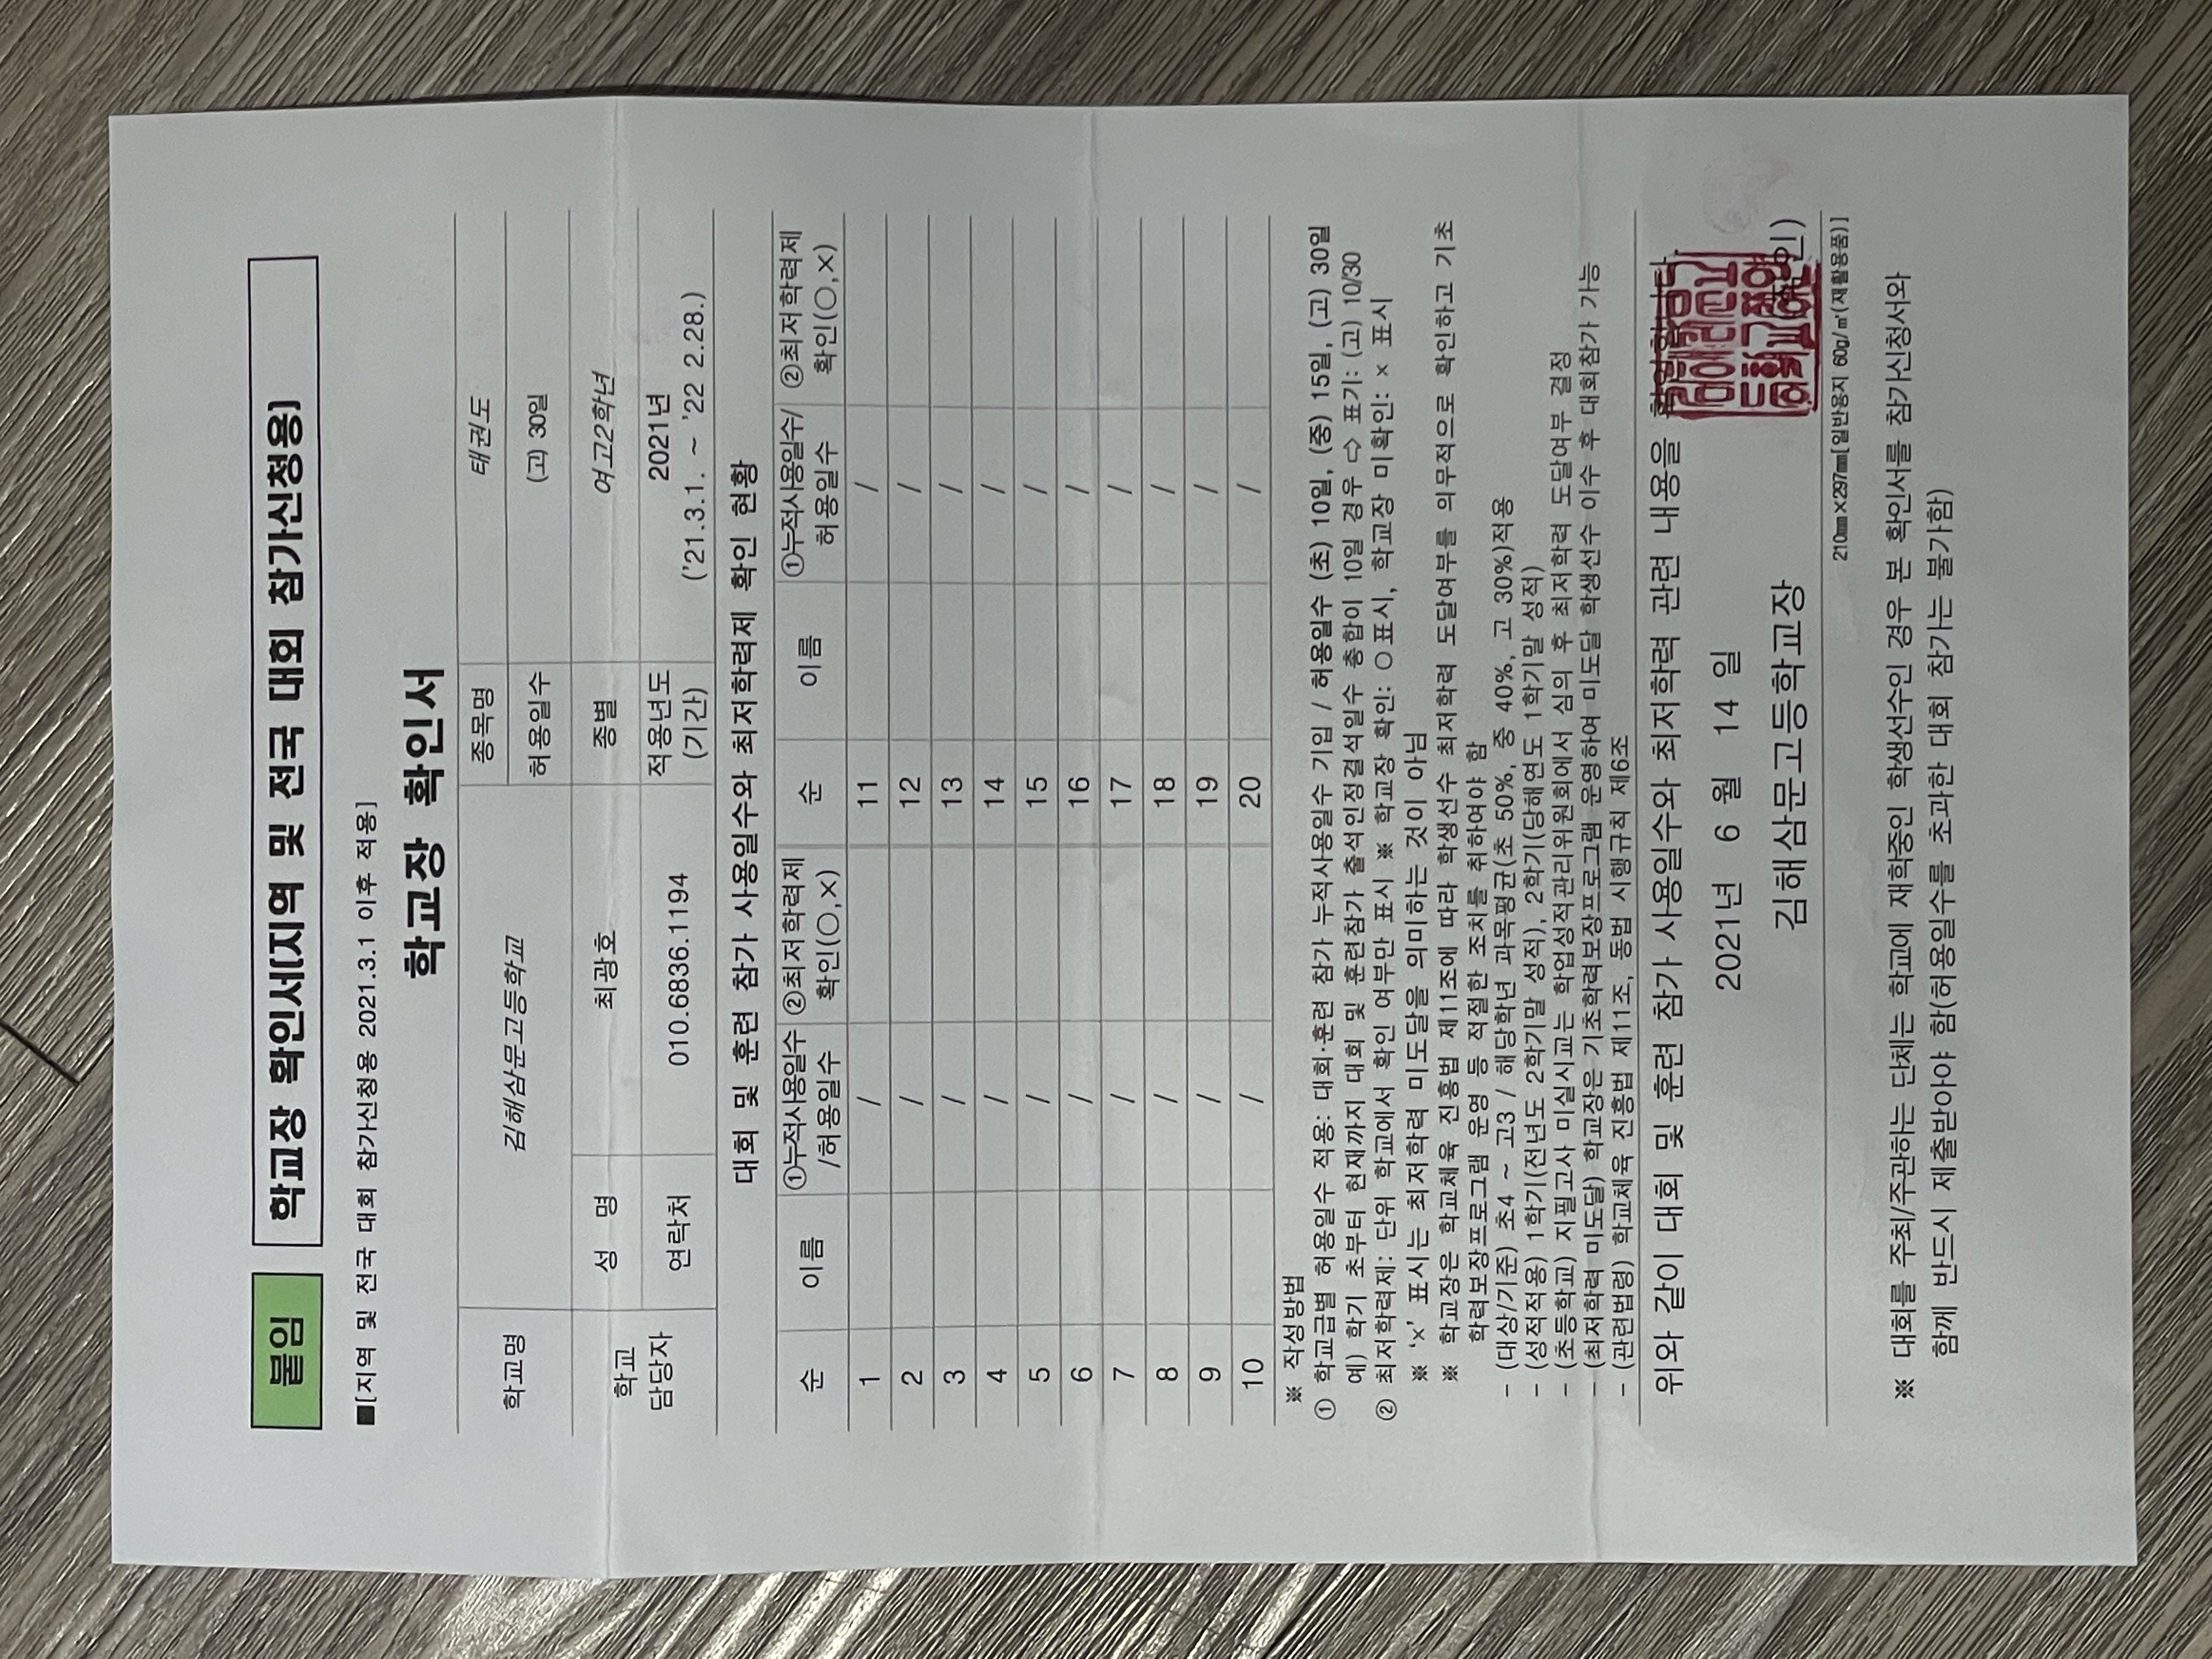 붙임
학교장 확인서(지역 및 전국 대회 참가신청용)
■[지역 및 전국 대회 참가신청용 2021.3.1 이후 적용]
학교장 확인서
학교명 김해삼문고등학교 종목명 태권도
허용일수 (고) 30일
학교 담당자 성 명 최광호 종별 여고2학년
연락처 010.6836.1194 적용년도 (기간) 2021년
('21.3.1. ~ '22 2.28.)
대회 및 훈련 참가 사용일수와 최저학력제 확인 현황
순 이름 ①누적사용일수 /허용일수 ②최저학력제 확인(○,×) 순 이름 ①누적사용일수/ 허용일수 ②최저학력제 확인(○,×)
1 / 11 /
2 / 12 /
3 / 13 /
4 / 14 /
5 / 15 /
6 / 16 /
7 / 17 /
8 / 18 /
9 / 19 /
10 / 20 /
※ 작성방법
① 학교급별 허용일수 적용: 대회·훈련 참가 누적사용일수 기입 / 허용일수 (초) 10일, (중) 15일, (고) 30일
예) 학기 초부터 현재까지 대회 및 훈련참가 출석인정결석일수 총합이 10일 경우 ⇨ 표기: (고) 10/30
② 최저학력제: 단위 학교에서 확인 여부만 표시 ※ 학교장 확인: ○표시, 학교장 미확인: × 표시
※ '×' 표시는 최저학력 미도달을 의미하는 것이 아님
※ 학교장은 학교체육 진흥법 제11조에 따라 학생선수 최저학력 도달여부를 의무적으로 확인하고 기초
학력보장프로그램 운영 등 적절한 조치를 취하여야 함
- (대상/기준) 초4 ~ 고3 / 해당학년 과목평균(초 50%, 중 40%, 고 30%)적용
- (성적적용) 1학기(전년도 2학기말 성적), 2학기(당해연도 1학기말 성적)
- (초등학교) 지필고사 미실시교는 학업성적관리위원회에서 심의 후 최저학력 도달여부 결정
- (최저학력 미도달) 학교장은 기초학력보장프로그램 운영하여 미도달 학생선수 이수 후 대회참가 가능
- (관련법령) 학교체육 진흥법 제11조, 동법 시행규칙 제6조
위와 같이 대회 및 훈련 참가 사용일수와 최저학력 관련 내용을 확인합니다.
2021년 6 월 14 일
김해삼문고등학교장 (직인)
210㎜×297㎜[일반용지 60g/㎡(재활용품)]
※ 대회를 주최/주관하는 단체는 학교에 재학중인 학생선수인 경우 본 확인서를 참가신청서와
함께 반드시 제출받아야 함(허용일수를 초과한 대회 참가는 불가함)